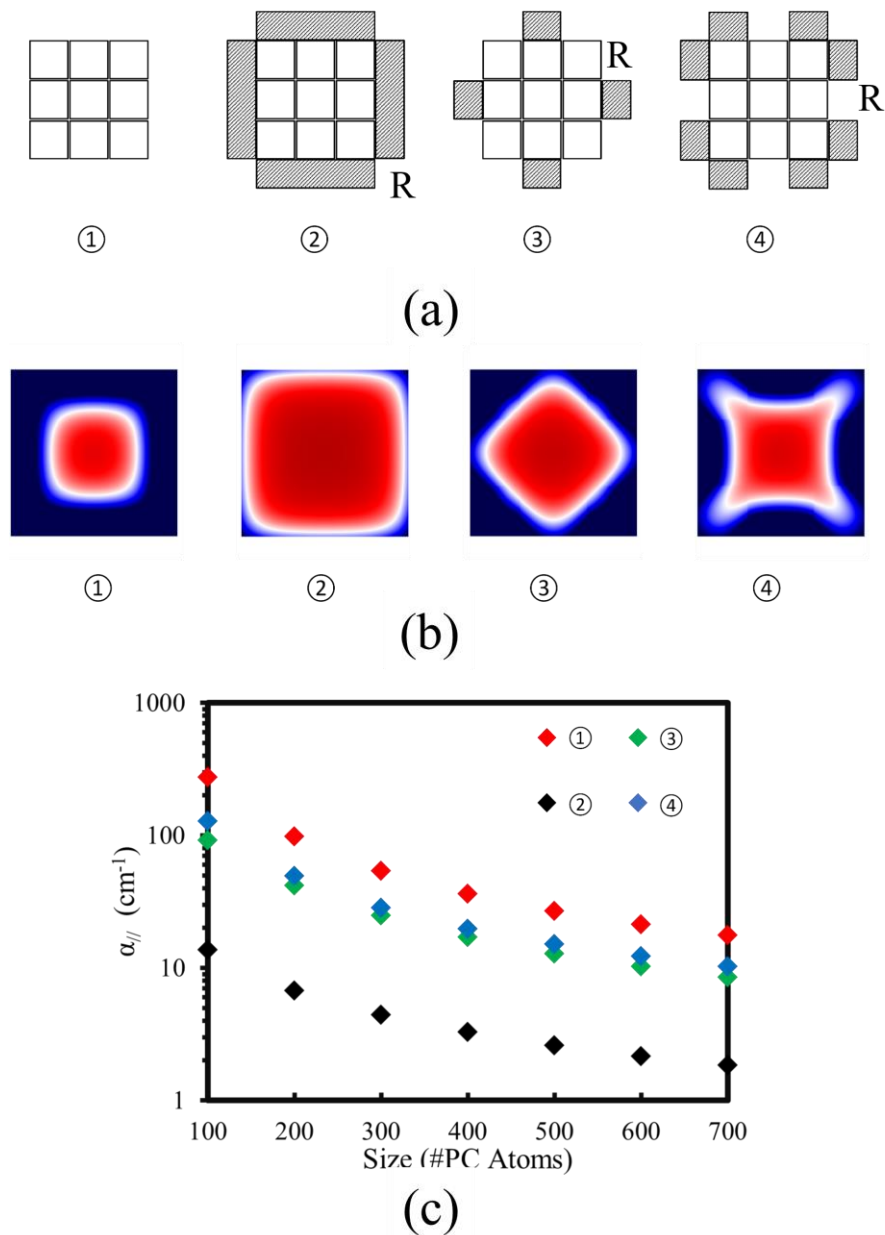 R
R
R
① ② ③ ④
(a)
① ② ③ ④
(b)
1000
① ③
② ④
100
α// (cm-1)
10
1
100 200 300 400 500 600 700
Size (#PC Atoms)
(c)